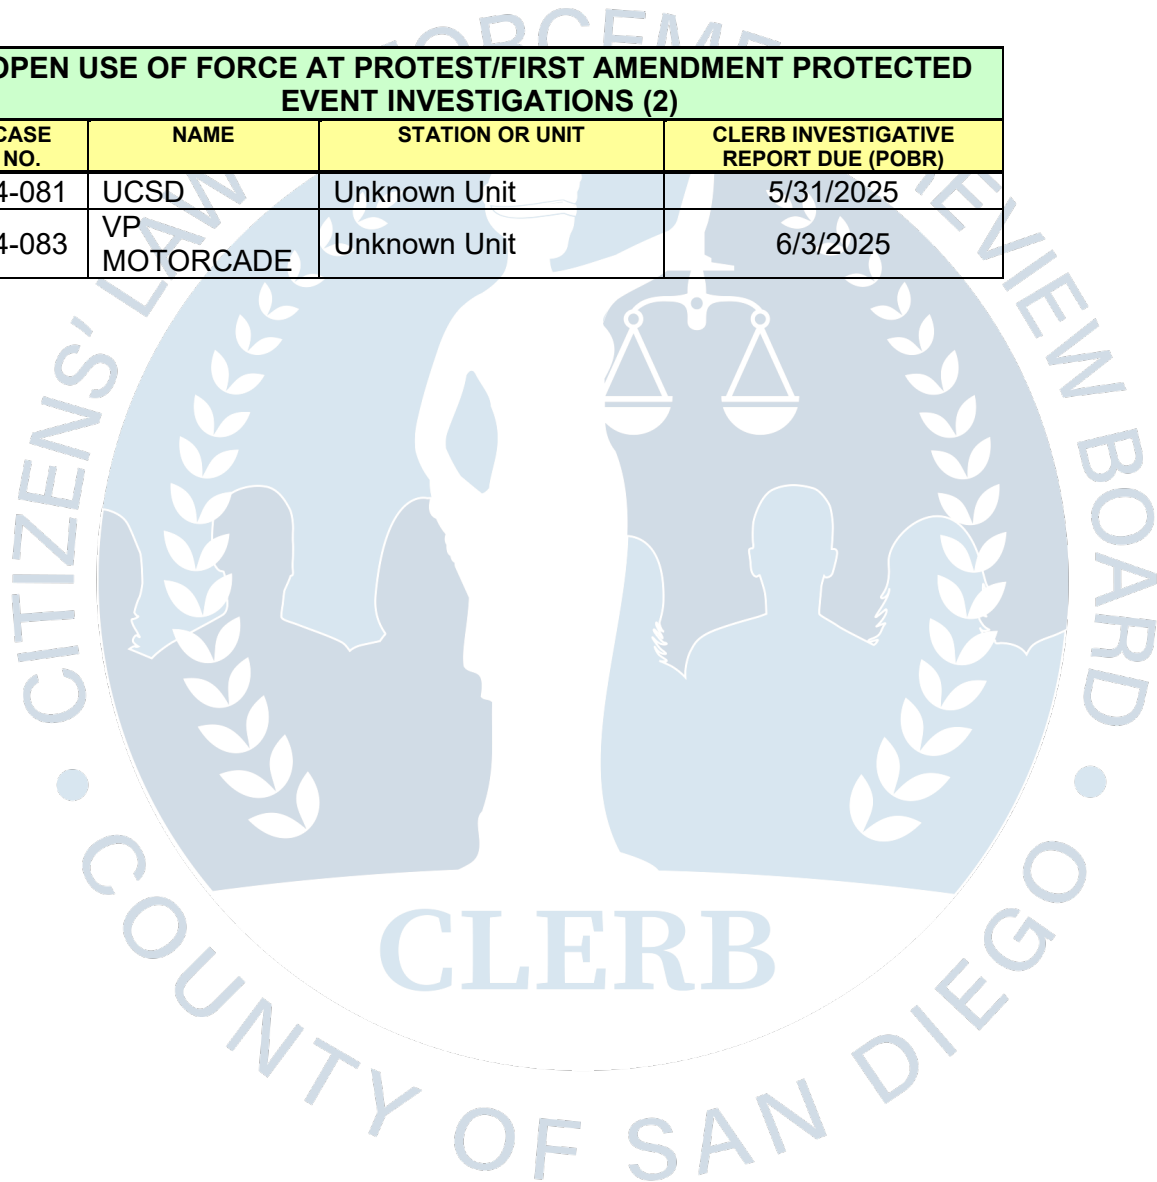 OPEN USE OF FORCE AT PROTEST/FIRST AMENDMENT PROTECTED
EVENT INVESTIGATIONS (2)
CASE NO. NAME STATION OR UNIT CLERB INVESTIGATIVE REPORT DUE (POBR)
4-081 UCSD Unknown Unit 5/31/2025
4-083 VP MOTORCADE Unknown Unit 6/3/2025
CITIZENS' LAW ENFORCEMENT REVIEW BOARD
CLERB
• COUNTY OF SAN DIEGO •